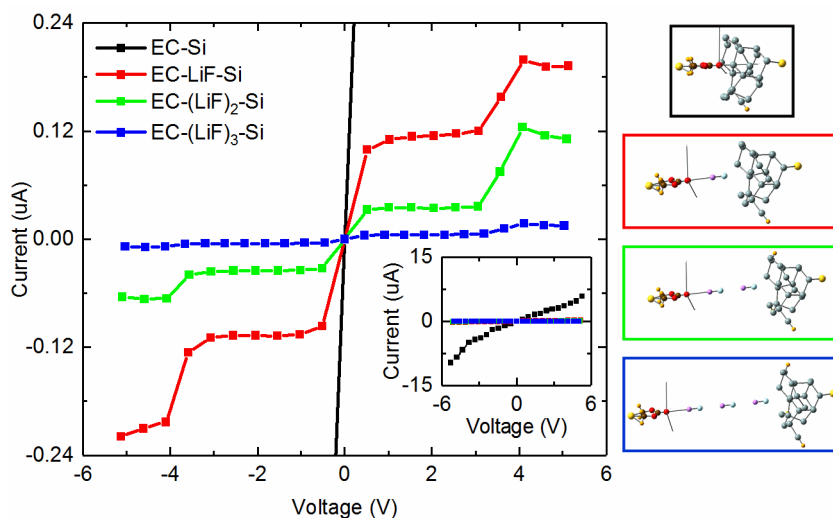 0.24
0.12
0.00
-0.12
-0.24
Current (uA)
EC-Si
EC-LiF-Si
EC-(LiF)2-Si
EC-(LiF)3-Si
-6
-4
-2
0
2
4
6
Voltage (V)
15
0
-15
Current (uA)
-6
0
6
Voltage (V)